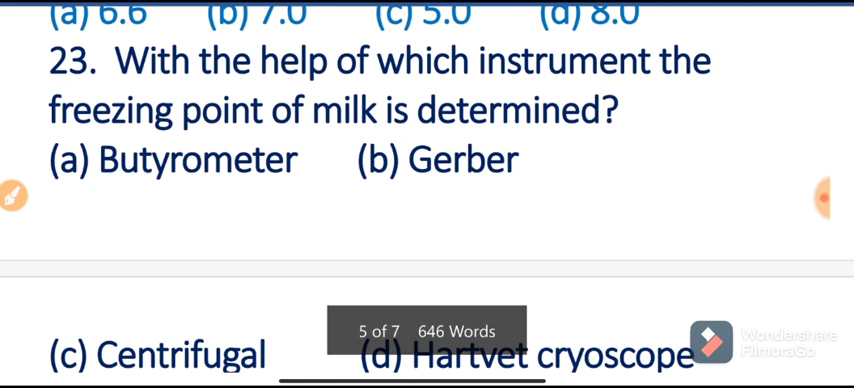 (a) 6.6 (b) 7.0 (c) 5.0 (d) 8.0
23. With the help of which instrument the
freezing point of milk is determined?
(a) Butyrometer (b) Gerber
5 of 7 646 Words
(c) Centrifugal (d) Hartvet cryoscope
Wondershare
FilmoraGo